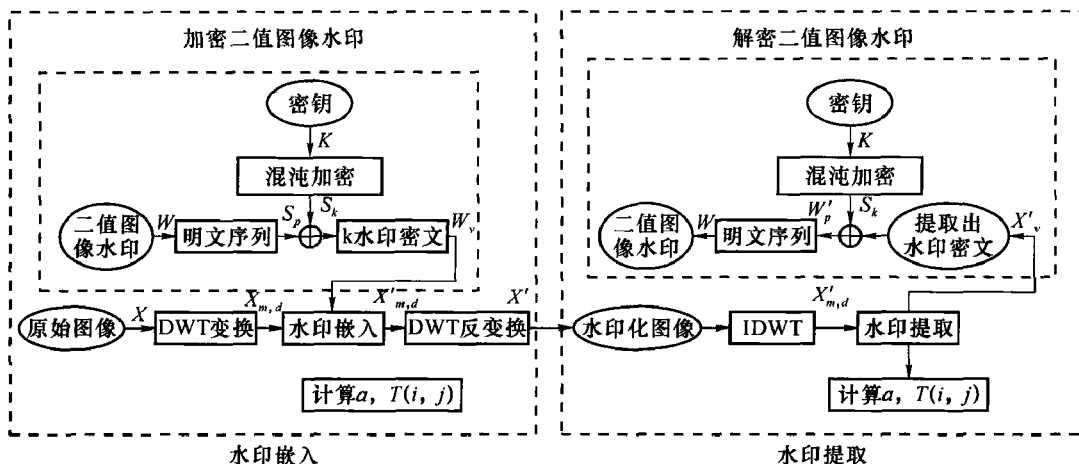 加密二值图像水印
密钥
K
混沌加密
S_p
S_k
二值图像水印
W
明文序列
k水印密文
W_v
原始图像
X
DWT变换
X_{m,d}
水印嵌入
X'_{m,d}
DWT反变换
X'
计算a, T(i, j)
水印嵌入
解密二值图像水印
密钥
K
混沌加密
S_k
二值图像水印
W
明文序列
W'_p
提取出水印密文
X'_v
水印化图像
IDWT
X'_{m,d}
水印提取
计算a, T(i, j)
水印提取